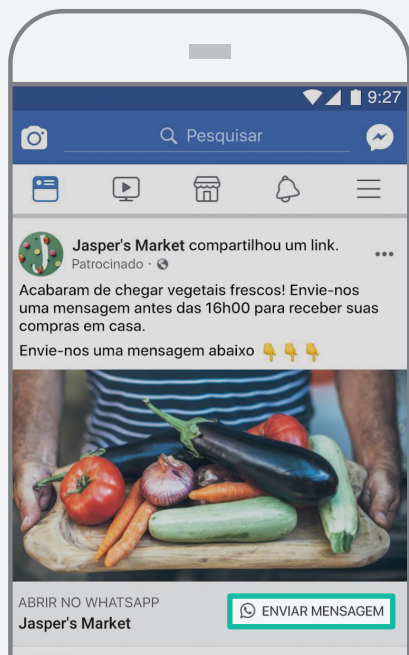 9:27
Pesquisar
Jasper's Market compartilhou um link.
Patrocinado ·
Acabaram de chegar vegetais frescos! Envie-nos
uma mensagem antes das 16h00 para receber suas
compras em casa.
Envie-nos uma mensagem abaixo 👇 👇 👇
ABRIR NO WHATSAPP
Jasper's Market
ENVIAR MENSAGEM